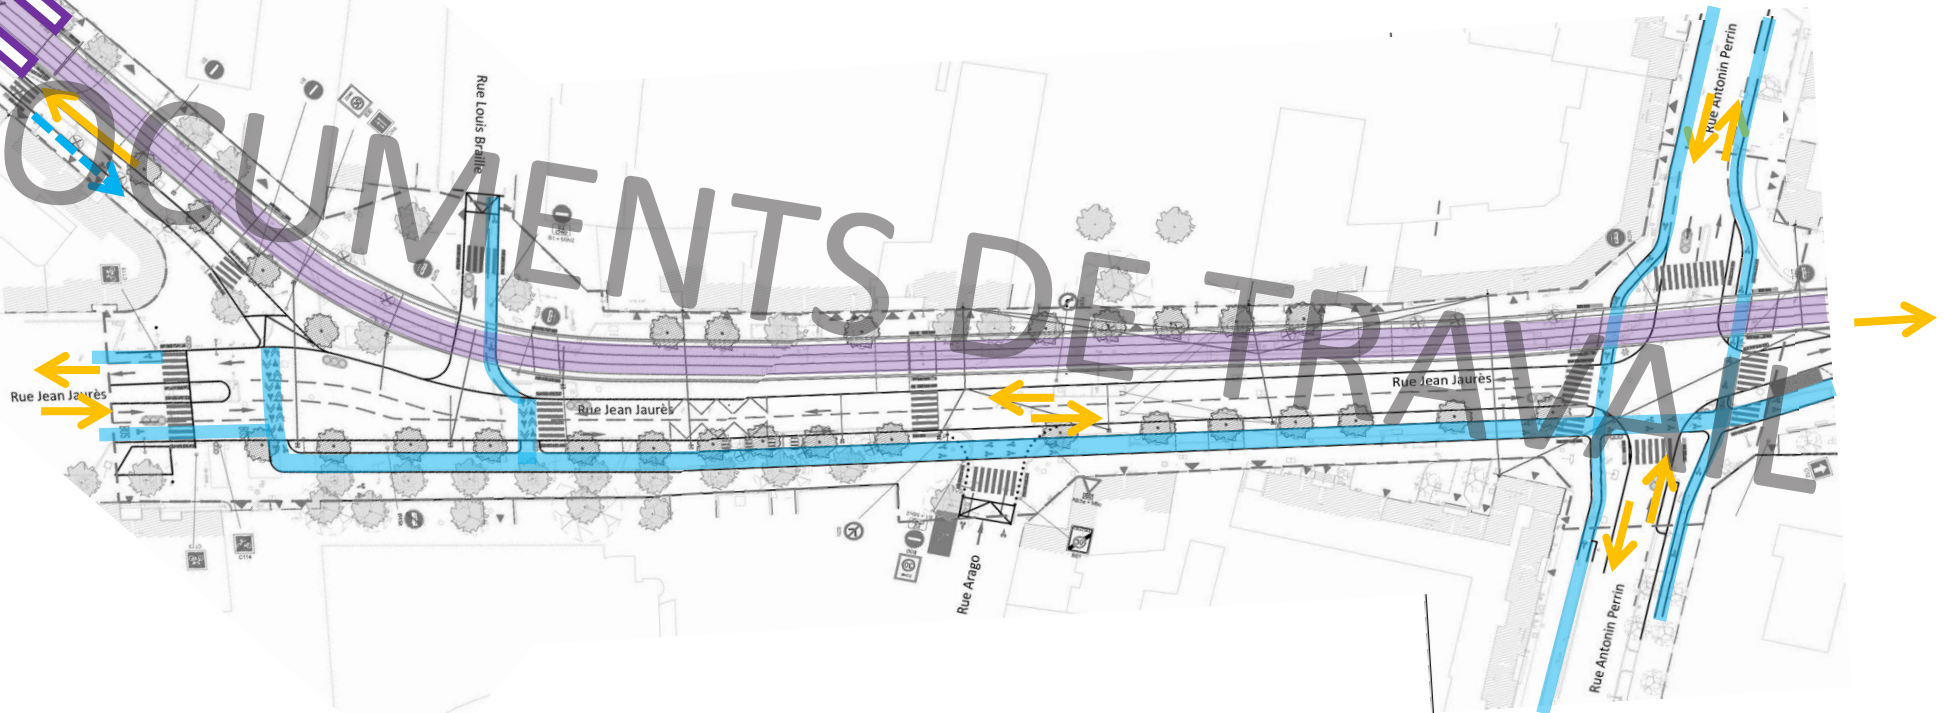 OCUMENTS DE TRAVAIL
Rue Louis Braille
Rue Antonin Perrin
Rue Jean Jaurès
Rue Jean Jaurès
Rue Jean Jaurès
Rue Arago
Rue Antonin Perrin